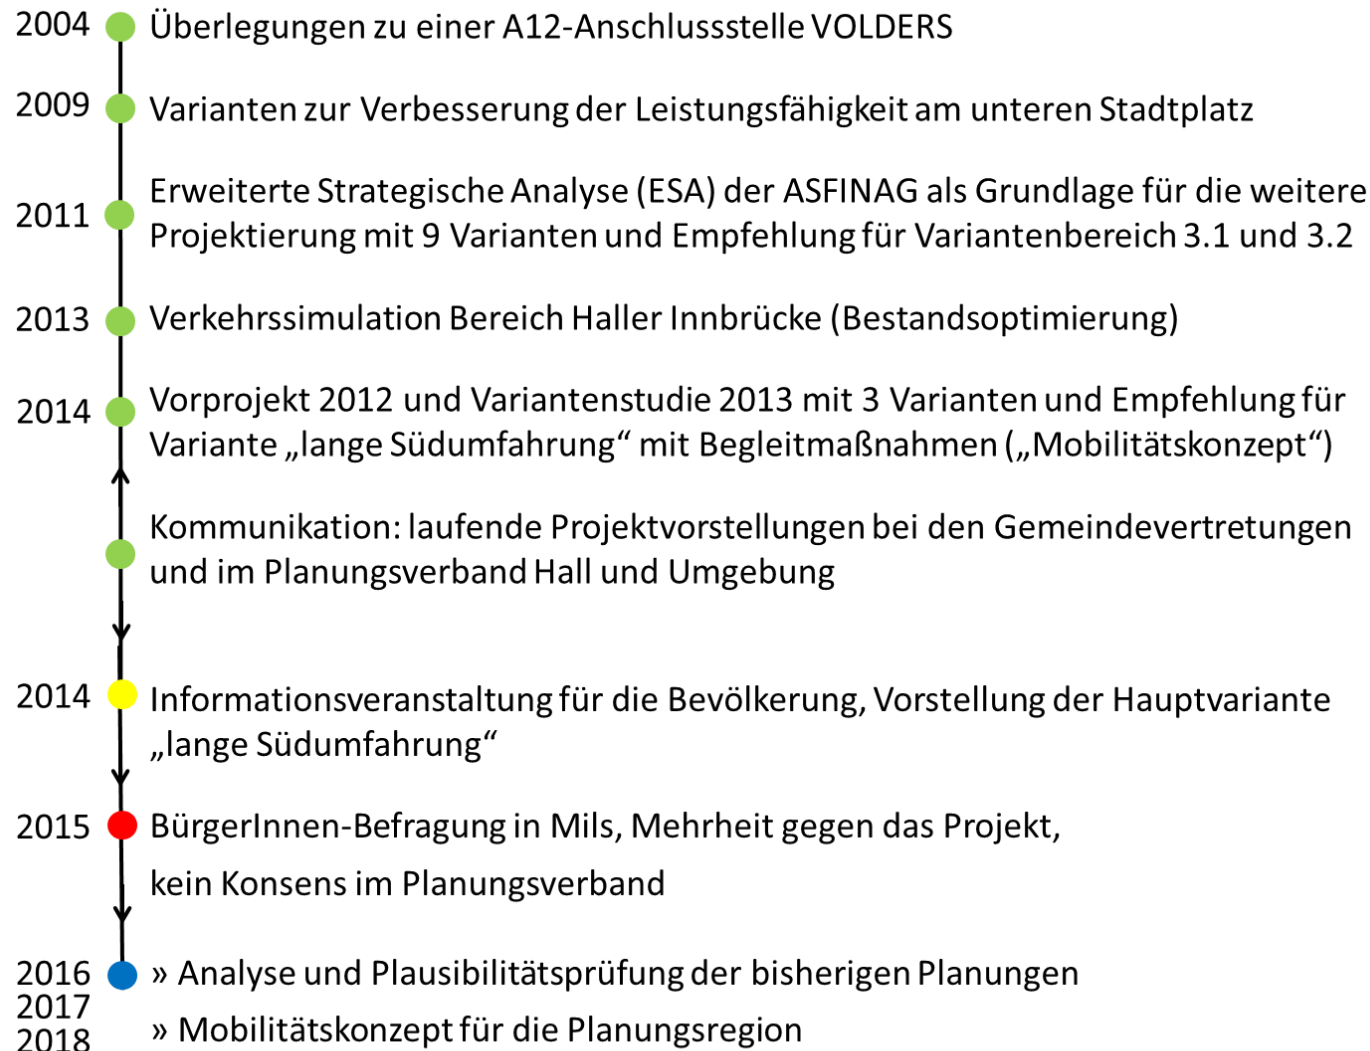 2004 Überlegungen zu einer A12-Anschlussstelle VOLDERS
2009 Varianten zur Verbesserung der Leistungsfähigkeit am unteren Stadtplatz
Erweiterte Strategische Analyse (ESA) der ASFINAG als Grundlage für die weitere
2011 Projektierung mit 9 Varianten und Empfehlung für Variantenbereich 3.1 und 3.2
2013 Verkehrssimulation Bereich Haller Innbrücke (Bestandsoptimierung)
2014 Vorprojekt 2012 und Variantenstudie 2013 mit 3 Varianten und Empfehlung für
Variante „lange Südumfahrung“ mit Begleitmaßnahmen („Mobilitätskonzept“)
Kommunikation: laufende Projektvorstellungen bei den Gemeindevertretungen
und im Planungsverband Hall und Umgebung
2014 Informationsveranstaltung für die Bevölkerung, Vorstellung der Hauptvariante
„lange Südumfahrung“
2015 BürgerInnen-Befragung in Mils, Mehrheit gegen das Projekt,
kein Konsens im Planungsverband
2016 » Analyse und Plausibilitätsprüfung der bisherigen Planungen
2017
2018 » Mobilitätskonzept für die Planungsregion